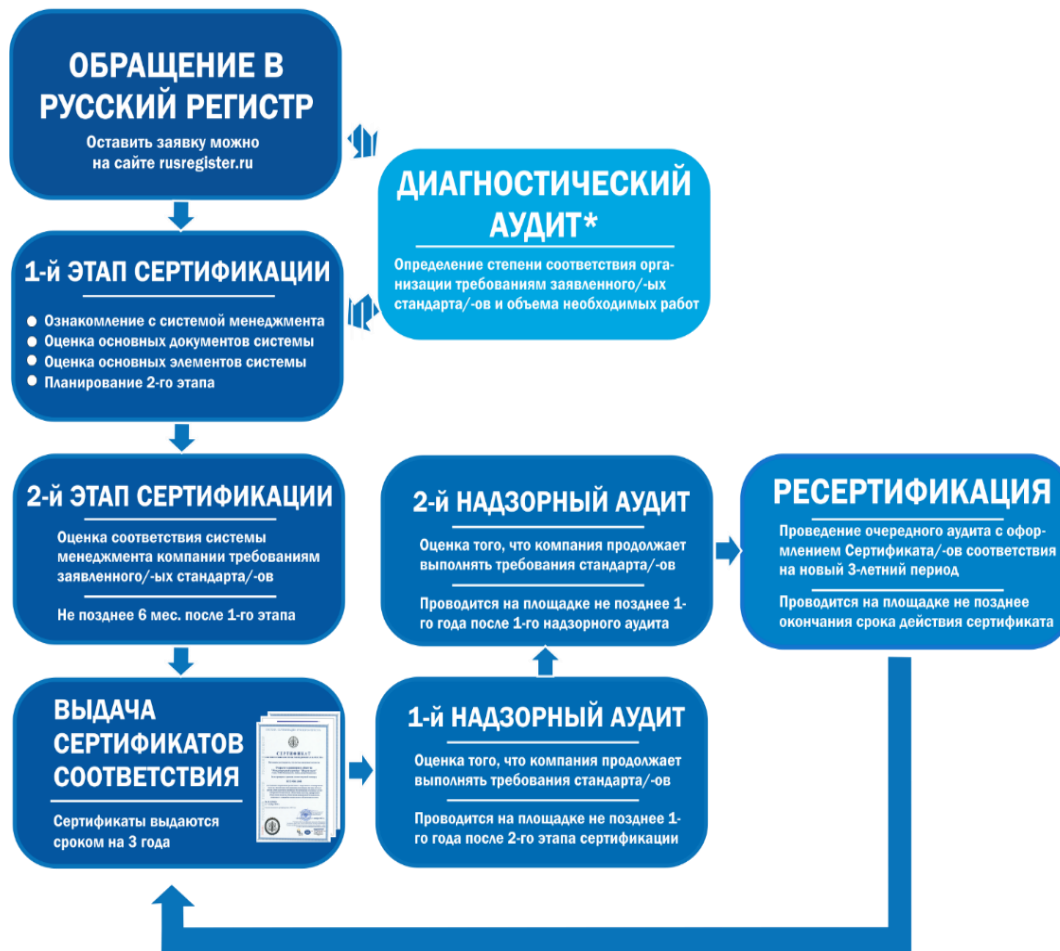 ОБРАЩЕНИЕ В
РУССКИЙ РЕГИСТР
Оставить заявку можно
на сайте rusregister.ru
ДИАГНОСТИЧЕСКИЙ
АУДИТ*
Определение степени соответствия орга-
низации требованиям заявленного/-ых
стандарта/-ов и объема необходимых работ
1-й ЭТАП СЕРТИФИКАЦИИ
Ознакомление с системой менеджмента
Оценка основных документов системы
Оценка основных элементов системы
Планирование 2-го этапа
2-й ЭТАП СЕРТИФИКАЦИИ
Оценка соответствия системы
менеджмента компании требованиям
заявленного/-ых стандарта/-ов
Не позднее 6 мес. после 1-го этапа
ВЫДАЧА
СЕРТИФИКАТОВ
СООТВЕТСТВИЯ
Сертификаты выдаются
сроком на 3 года
СЕРТИФИКАТ
1-й НАДЗОРНЫЙ АУДИТ
Оценка того, что компания продолжает
выполнять требования стандарта/-ов
Проводится на площадке не позднее 1-
го года после 2-го этапа сертификации
2-й НАДЗОРНЫЙ АУДИТ
Оценка того, что компания продолжает
выполнять требования стандарта/-ов
Проводится на площадке не позднее 1-
го года после 1-го надзорного аудита
РЕСЕРТИФИКАЦИЯ
Проведение очередного аудита с офор-
млением Сертификата/-ов соответствия
на новый 3-летний период
Проводится на площадке не позднее
окончания срока действия сертификата